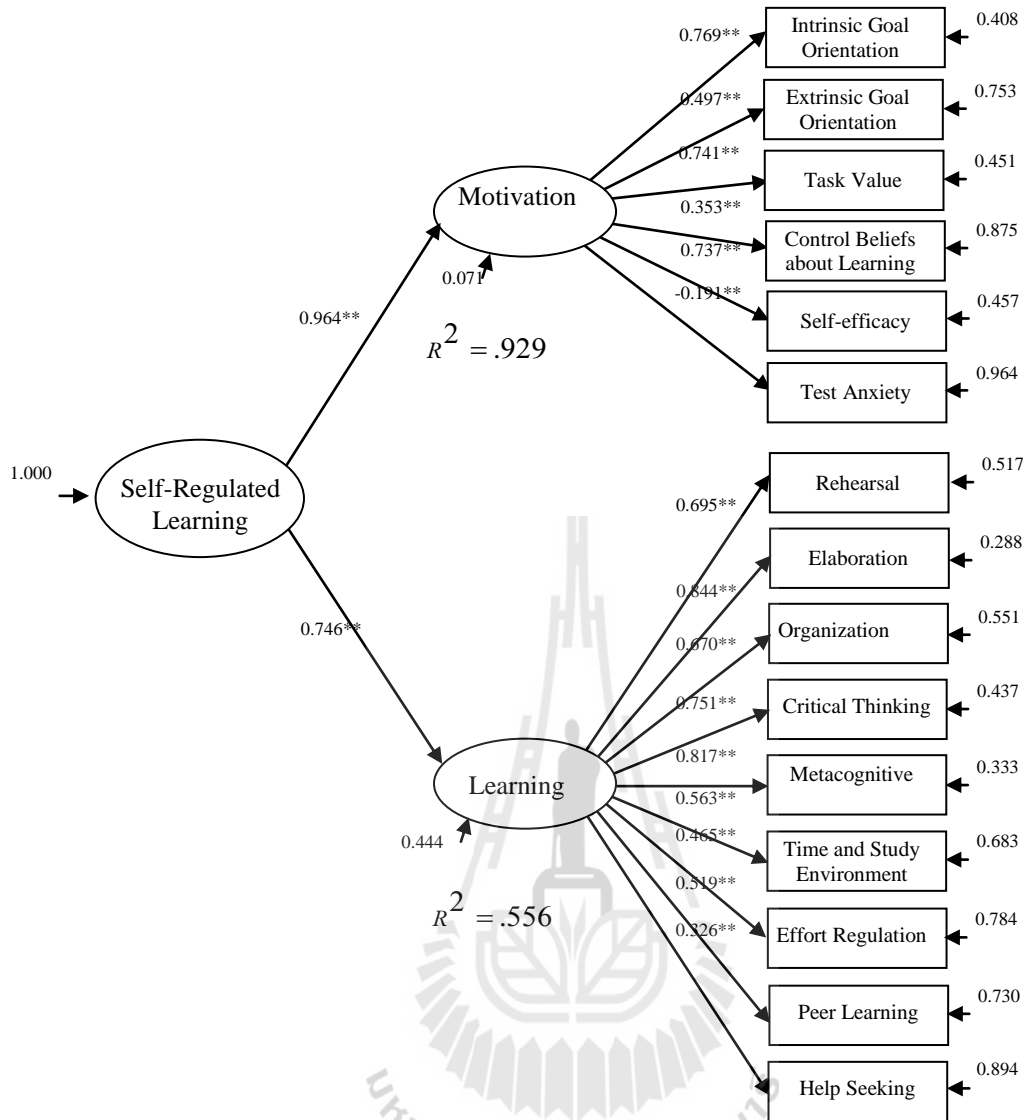 Intrinsic Goal
Orientation
0.408
0.769**
Extrinsic Goal
Orientation
0.753
0.497**
Task Value
0.451
0.741**
Control Beliefs
about Learning
0.875
0.353**
Self-efficacy
0.457
0.737**
Test Anxiety
0.964
-0.191**
Motivation
0.071
R² = .929
0.964**
1.000
Self-Regulated
Learning
0.746**
Rehearsal
0.517
0.695**
Elaboration
0.288
0.844**
Organization
0.551
0.670**
Critical Thinking
0.437
0.751**
Metacognitive
0.333
0.817**
Time and Study
Environment
0.683
0.563**
Effort Regulation
0.784
0.465**
Peer Learning
0.730
0.519**
Help Seeking
0.894
0.326**
Learning
0.444
R² = .556